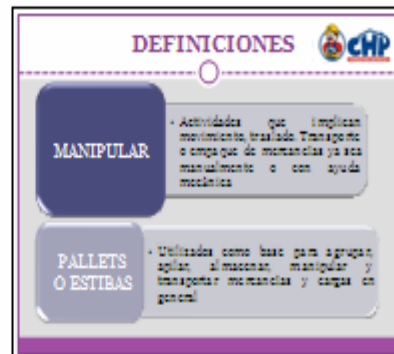 DEFINICIONES
CHP
MANIPULAR
• Actividades que implican
movimiento, traslado. Transporte
o empaque de mercancías ya sea
manualmente o con ayuda
mecánica
PALLETS
O ESTIBAS
• Utilizados como base para agrupar,
apilar, almacenar, manipular y
transportar mercancías y cargas en
general